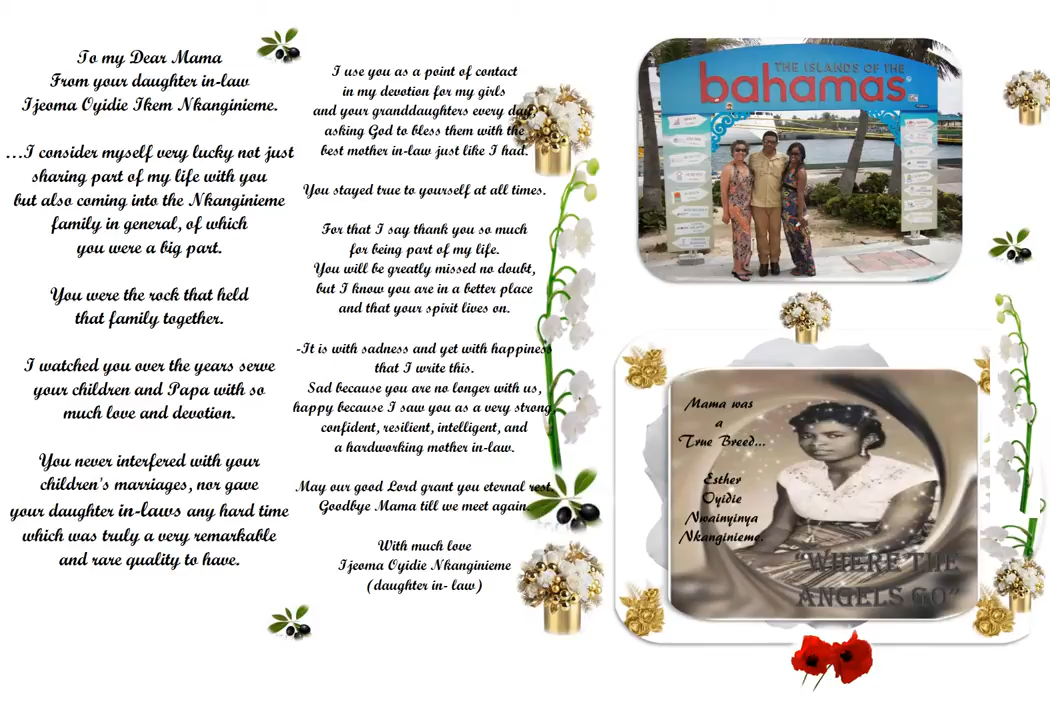 To my Dear Mama
From your daughter in-law
Ijeoma Oyidie Ikem Nkanginieme.
...I consider myself very lucky not just
sharing part of my life with you
but also coming into the Nkanginieme
family in general, of which
you were a big part.
You were the rock that held
that family together.
I watched you over the years serve
your children and Papa with so
much love and devotion.
You never interfered with your
children's marriages, nor gave
your daughter in-laws any hard time
which was truly a very remarkable
and rare quality to have.
I use you as a point of contact
in my devotion for my girls
and your granddaughters every day
asking God to bless them with the
best mother in-law just like I had.
You stayed true to yourself at all times.
For that I say thank you so much
for being part of my life.
You will be greatly missed no doubt,
but I know you are in a better place
and that your spirit lives on.
-It is with sadness and yet with happiness
that I write this.
Sad because you are no longer with us,
happy because I saw you as a very strong,
confident, resilient, intelligent, and
a hardworking mother in-law.
May our good Lord grant you eternal rest.
Goodbye Mama till we meet again.
With much love
Ijeoma Oyidie Nkanginieme
(daughter in- law)
THE ISLANDS OF THE
bahamas
Mama was
a
True Breed...
Esther
Oyidie
Nwainyinya
Nkanginieme.
"WHERE THE
ANGELS GO"